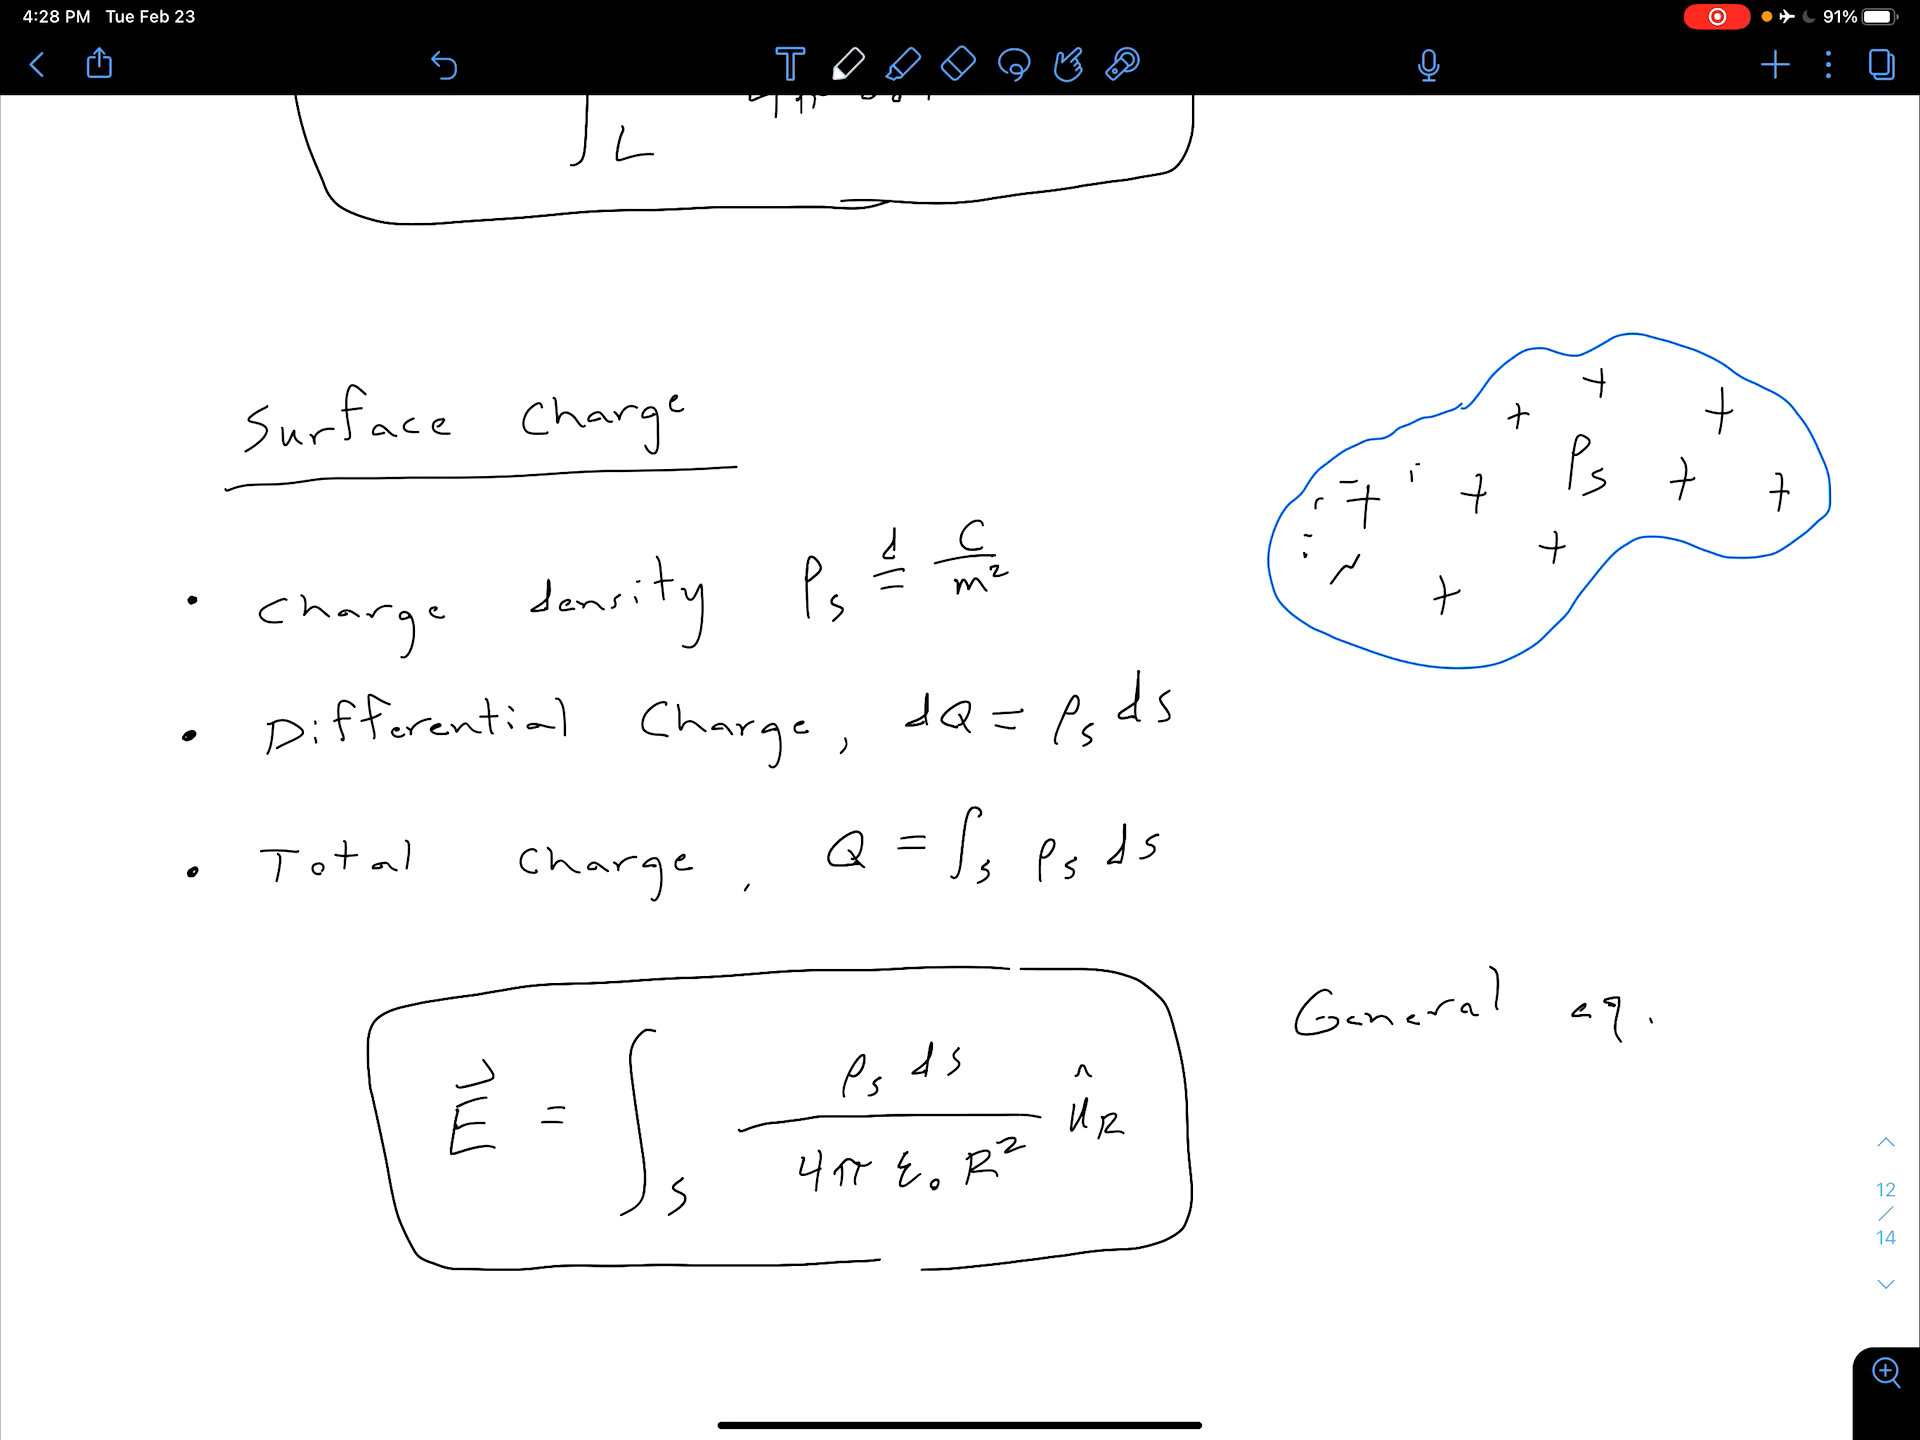 4:28 PM Tue Feb 23
91%
T
∫L
Surface Charge
• Charge density ρs d= C/m²
• Differential Charge, dQ = ρs ds
• Total Charge, Q = ∫s ρs ds
+ + + ρs + + + + + + +
E⃗ = ∫s ρs ds / 4π ε₀ R² ûR
General eq.
12
/
14